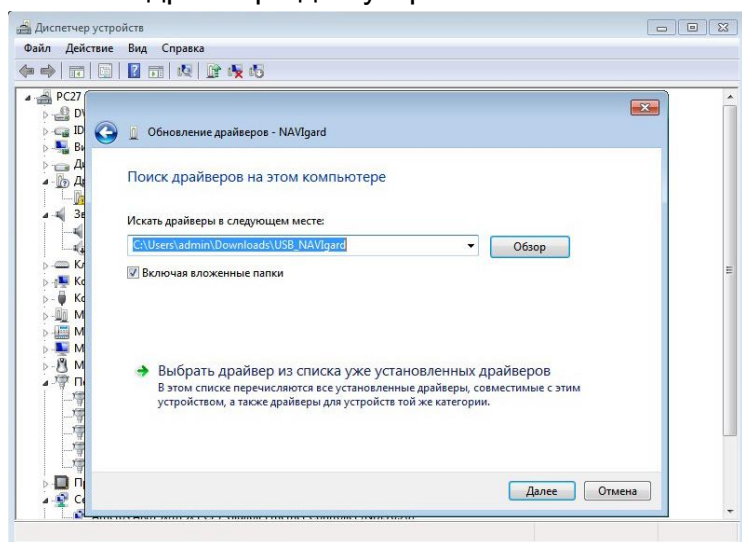 Диспетчер устройств
Файл Действие Вид Справка
PC27
Обновление драйверов - NAVIgard
Поиск драйверов на этом компьютере
Искать драйверы в следующем месте:
C:\Users\admin\Downloads\USB_NAVIgard
Обзор
Включая вложенные папки
Выбрать драйвер из списка уже установленных драйверов
В этом списке перечисляются все установленные драйверы, совместимые с этим
устройством, а также драйверы для устройств той же категории.
Далее Отмена